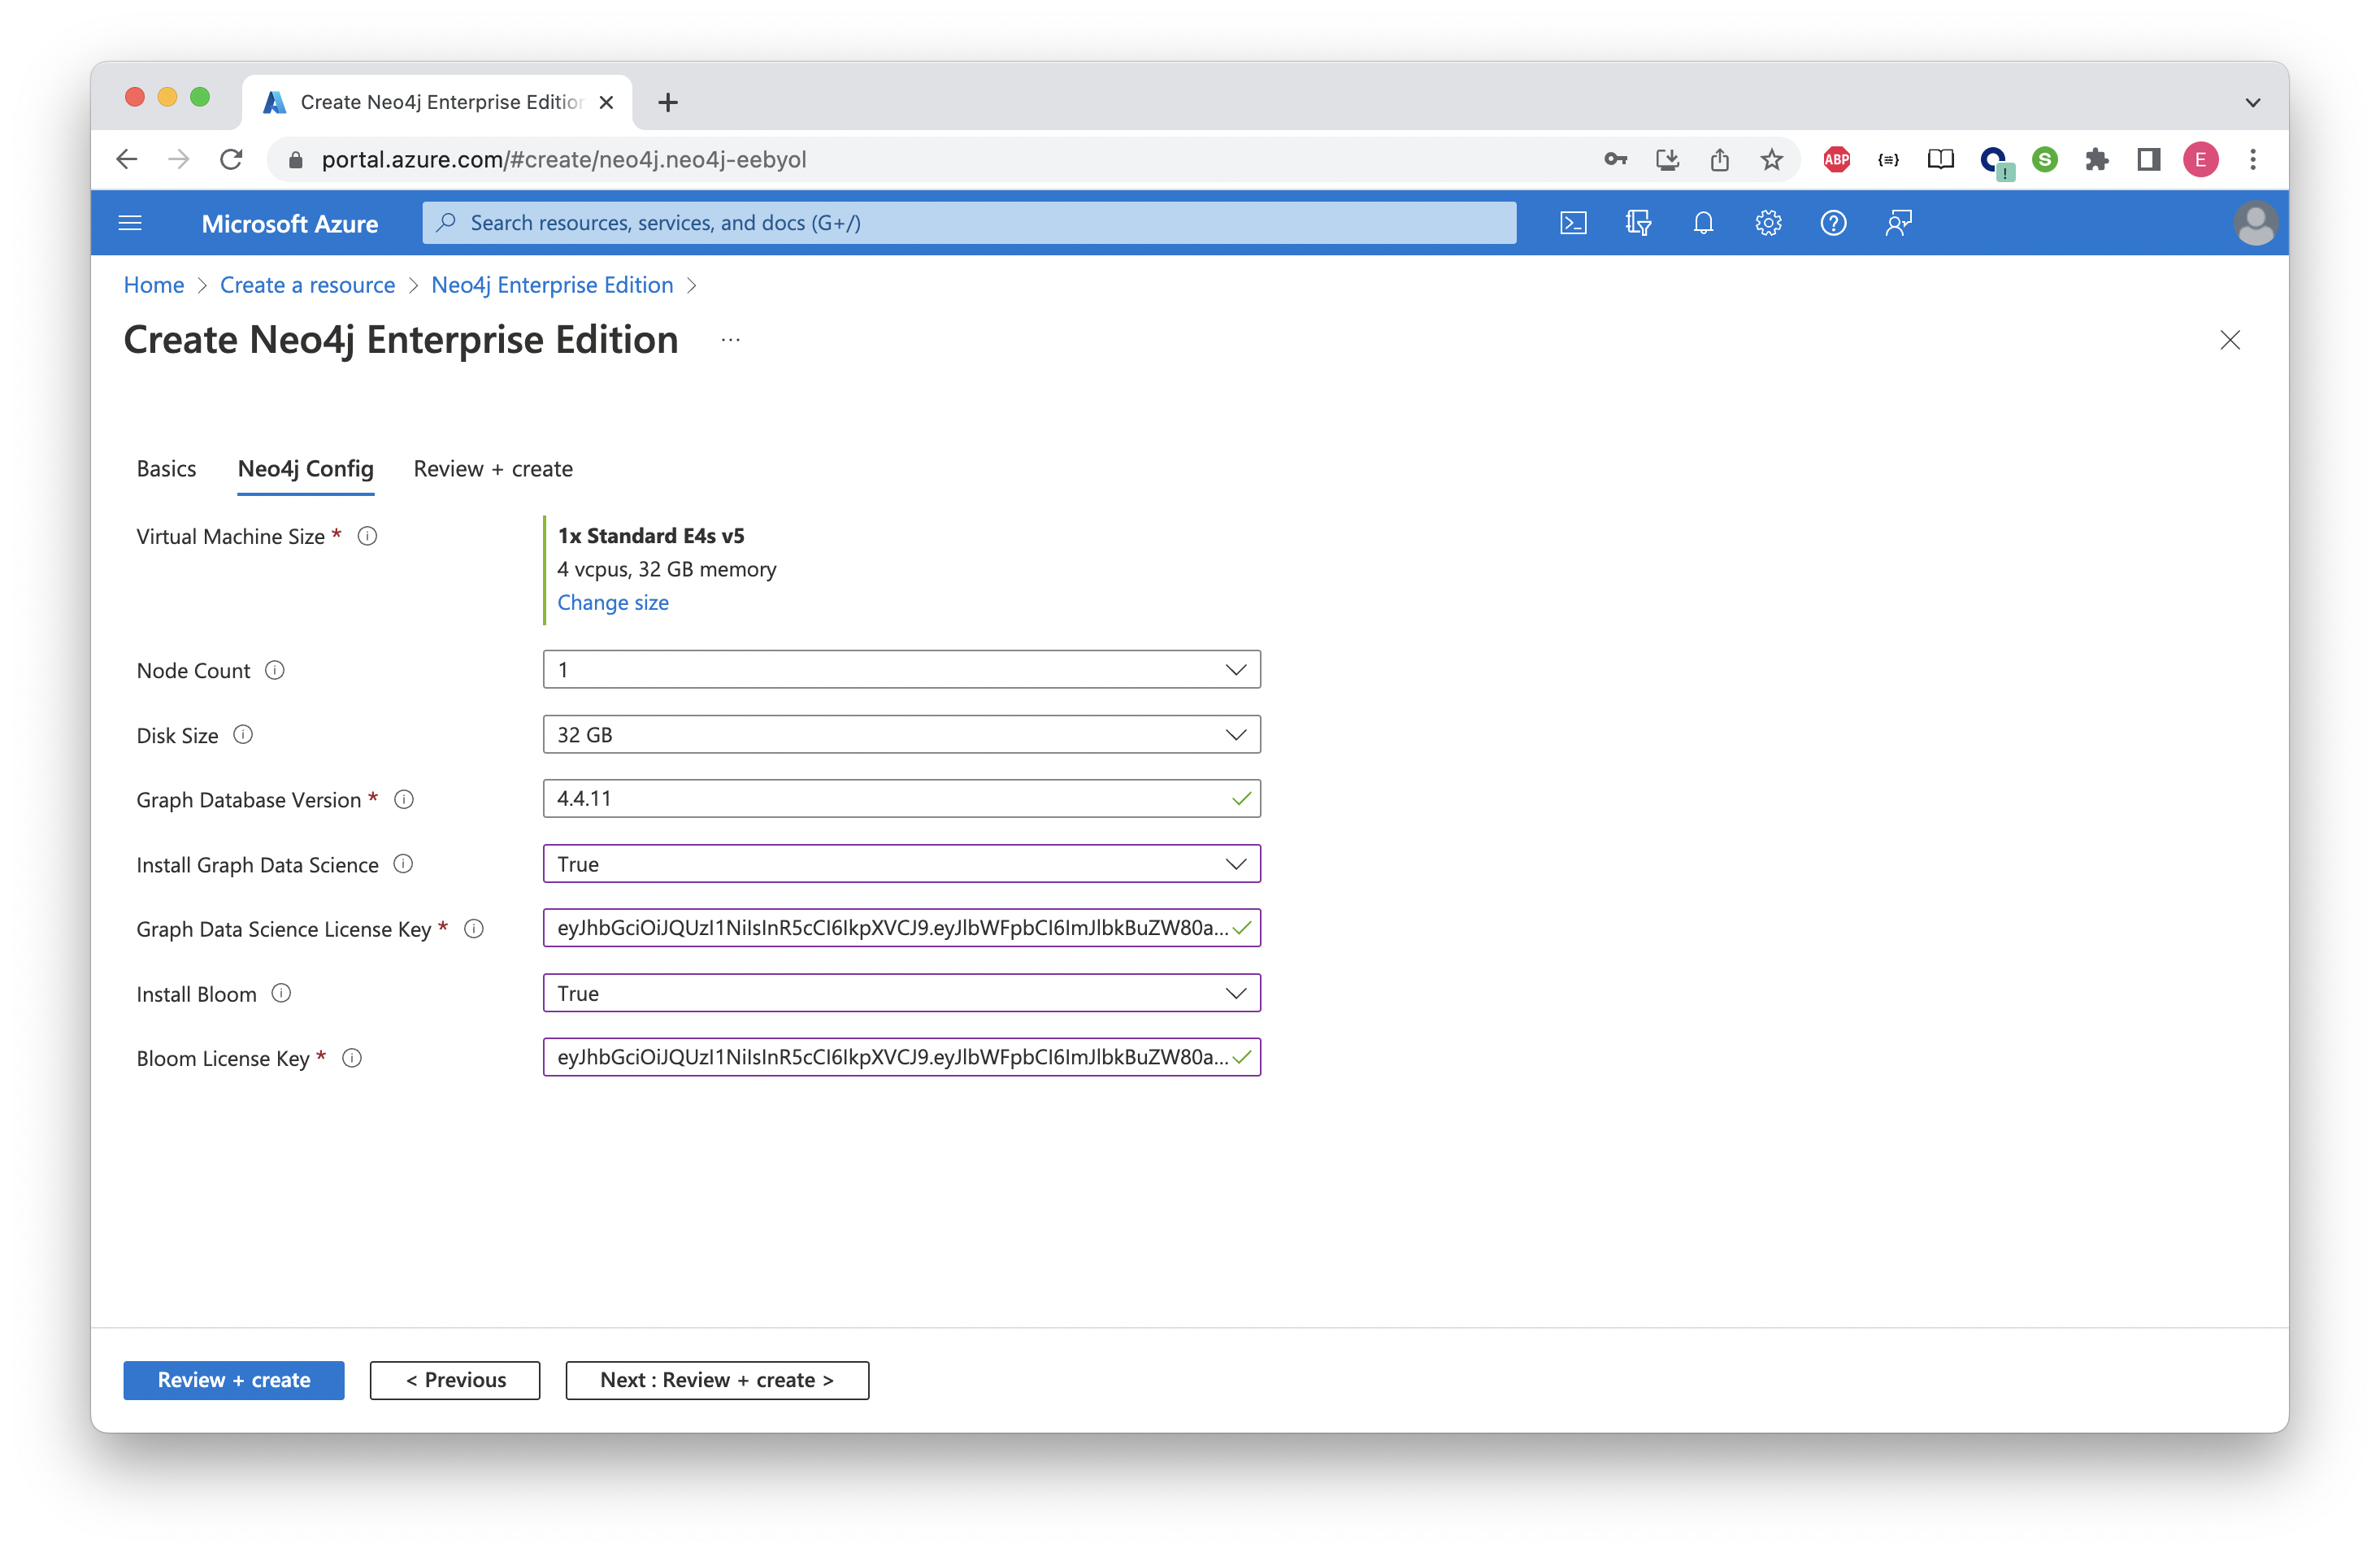 Create Neo4j Enterprise Edition
portal.azure.com/#create/neo4j.neo4j-eebyol
ABP
S
E
Microsoft Azure
Search resources, services, and docs (G+/)
Home > Create a resource > Neo4j Enterprise Edition >
Create Neo4j Enterprise Edition ...
Basics Neo4j Config Review + create
Virtual Machine Size *
1x Standard E4s v5
4 vcpus, 32 GB memory
Change size
Node Count
1
Disk Size
32 GB
Graph Database Version *
4.4.11
Install Graph Data Science
True
Graph Data Science License Key *
eyJhbGciOiJQUzI1NiIsInR5cCI6IkpXVCJ9.eyJlbWFpbCI6ImJlbkBuZW80a...
Install Bloom
True
Bloom License Key *
eyJhbGciOiJQUzI1NiIsInR5cCI6IkpXVCJ9.eyJlbWFpbCI6ImJlbkBuZW80a...
Review + create
< Previous
Next : Review + create >